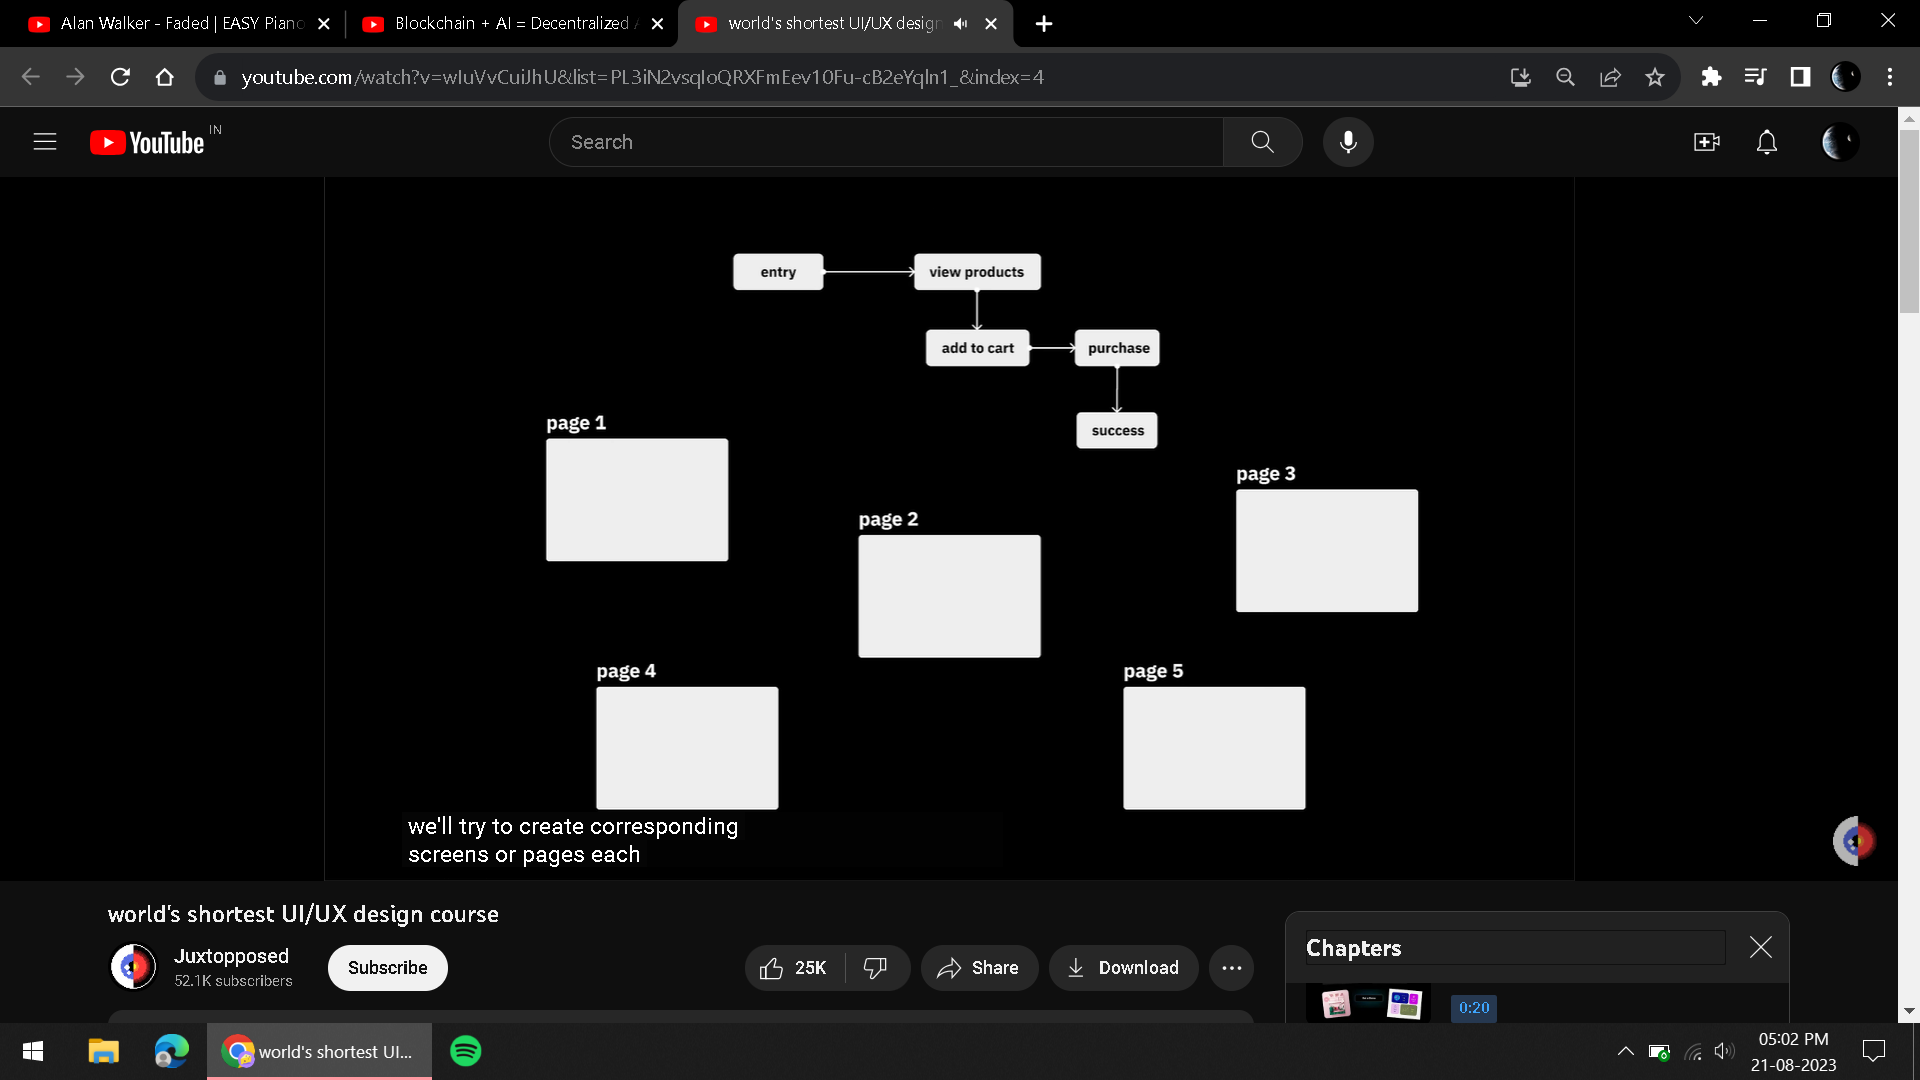 Alan Walker - Faded | EASY Piano
Blockchain + AI = Decentralized A
world's shortest UI/UX design
youtube.com/watch?v=wIuVvCuiJhU&list=PL3iN2vsqIoQRXFmEev10Fu-cB2eYqln1_&index=4
YouTube IN
Search
entry
view products
add to cart
purchase
success
page 1
page 2
page 3
page 4
page 5
we'll try to create corresponding
screens or pages each
world's shortest UI/UX design course
Juxtopposed
52.1K subscribers
Subscribe
25K
Share
Download
Chapters
0:20
world's shortest UI...
05:02 PM
21-08-2023